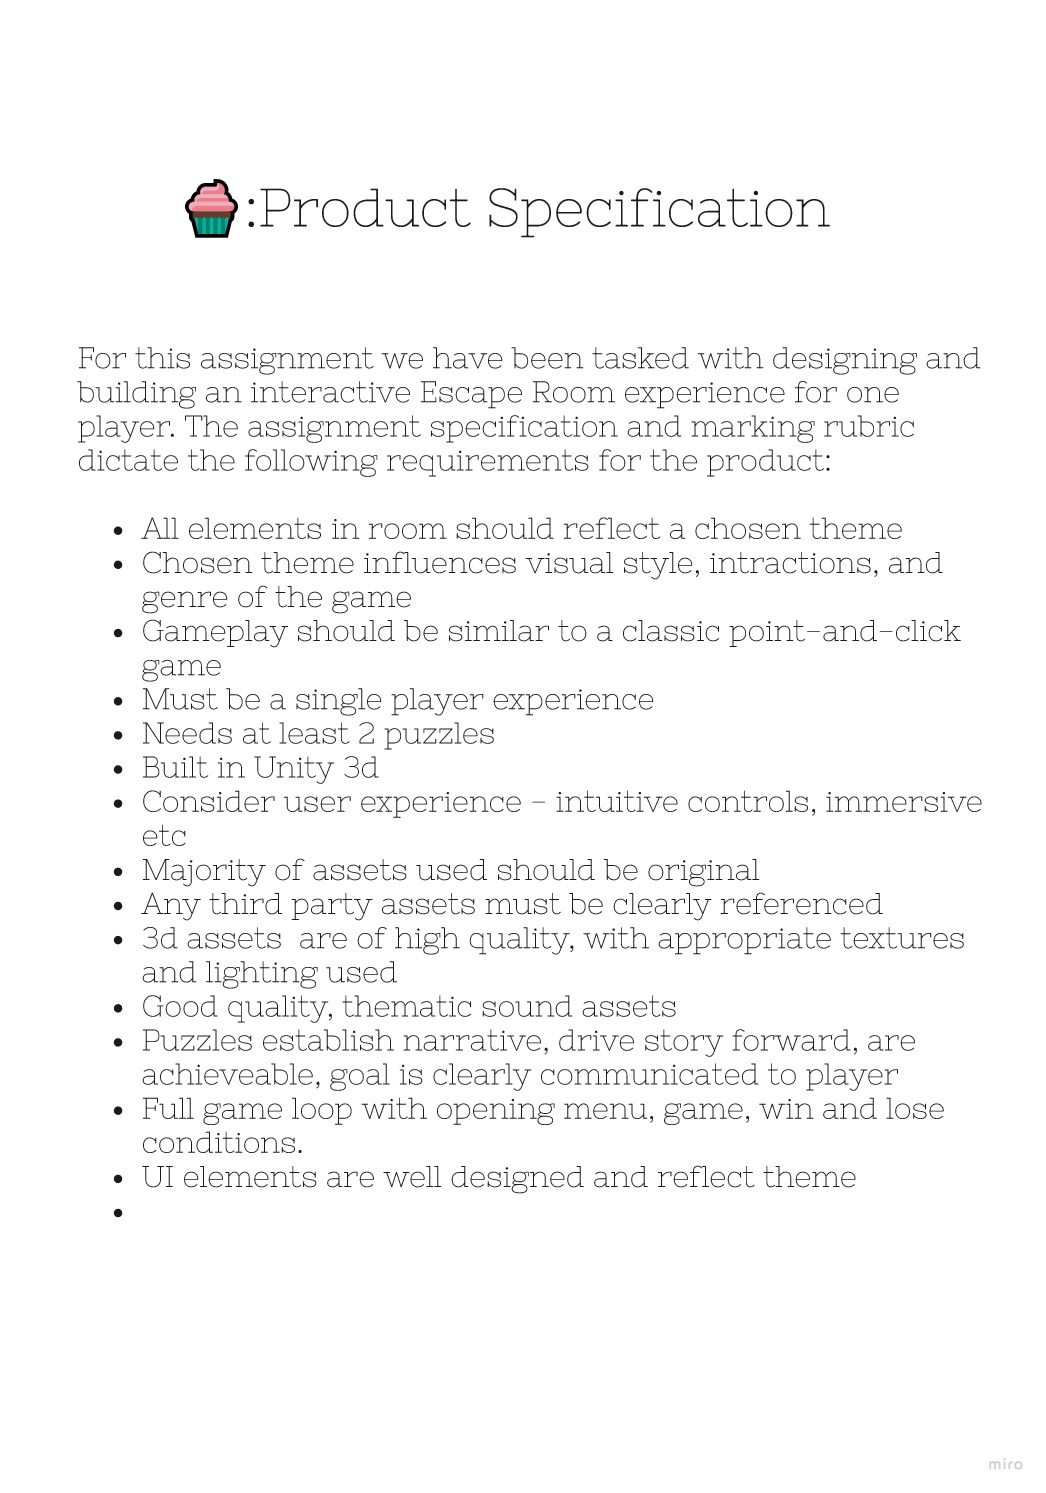 :Product Specification
For this assignment we have been tasked with designing and
building an interactive Escape Room experience for one
player. The assignment specification and marking rubric
dictate the following requirements for the product:
• All elements in room should reflect a chosen theme
• Chosen theme influences visual style, intractions, and
genre of the game
• Gameplay should be similar to a classic point-and-click
game
• Must be a single player experience
• Needs at least 2 puzzles
• Built in Unity 3d
• Consider user experience - intuitive controls, immersive
etc
• Majority of assets used should be original
• Any third party assets must be clearly referenced
• 3d assets  are of high quality, with appropriate textures
and lighting used
• Good quality, thematic sound assets
• Puzzles establish narrative, drive story forward, are
achieveable, goal is clearly communicated to player
• Full game loop with opening menu, game, win and lose
conditions.
• UI elements are well designed and reflect theme
•
miro